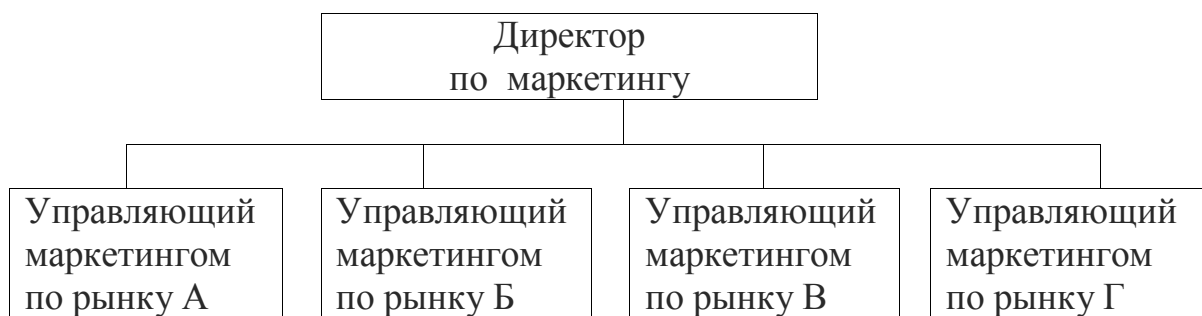 Директор
по маркетингу
Управляющий
маркетингом
по рынку А
Управляющий
маркетингом
по рынку Б
Управляющий
маркетингом
по рынку В
Управляющий
маркетингом
по рынку Г